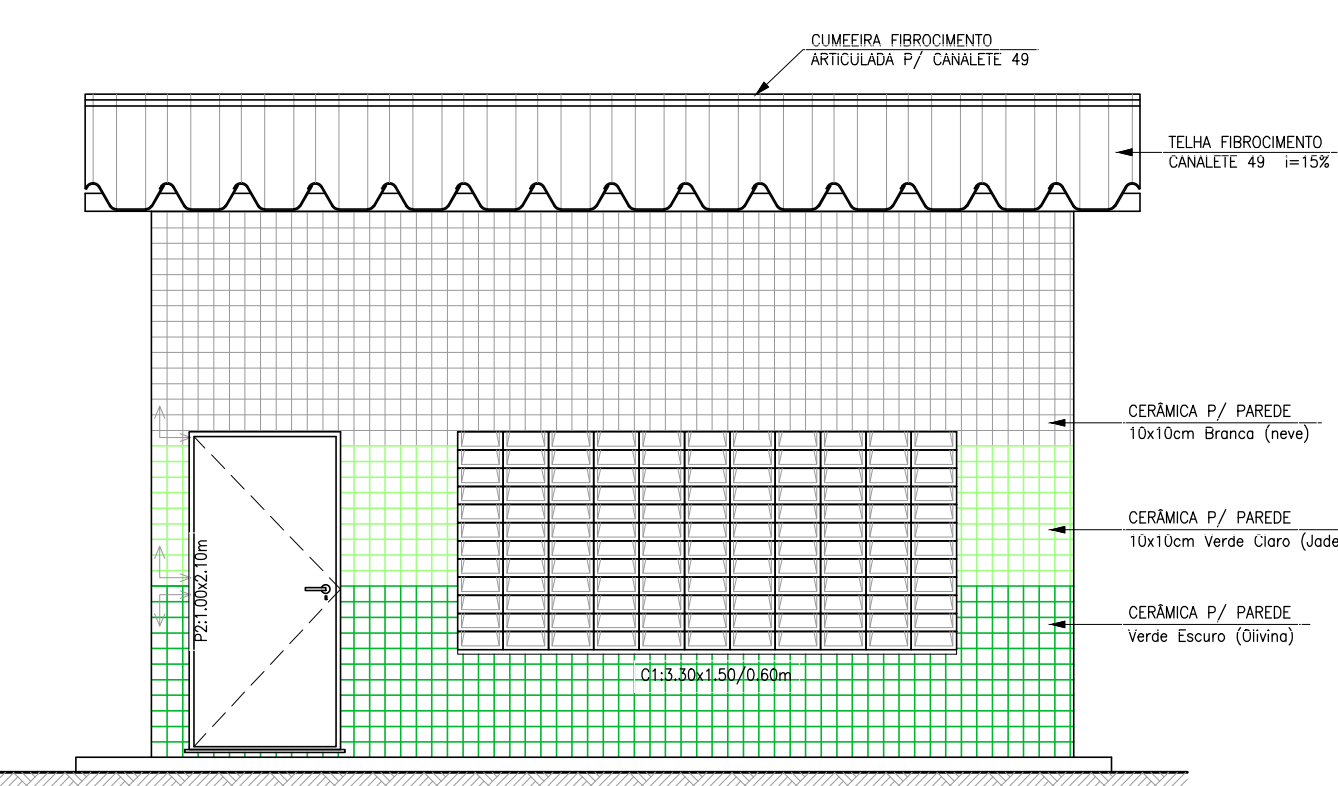 CUMEEIRA FIBROCIMENTO
ARTICULADA P/ CANALETE 49
TELHA FIBROCIMENTO
CANALETE 49 i=15%
CERÂMICA P/ PAREDE
10x10cm Branca (neve)
CERÂMICA P/ PAREDE
10x10cm Verde Claro (Jade
CERÂMICA P/ PAREDE
Verde Escuro (Olivina)
P2:1.00x2.10m
C1:3.30x1.50/0.60m